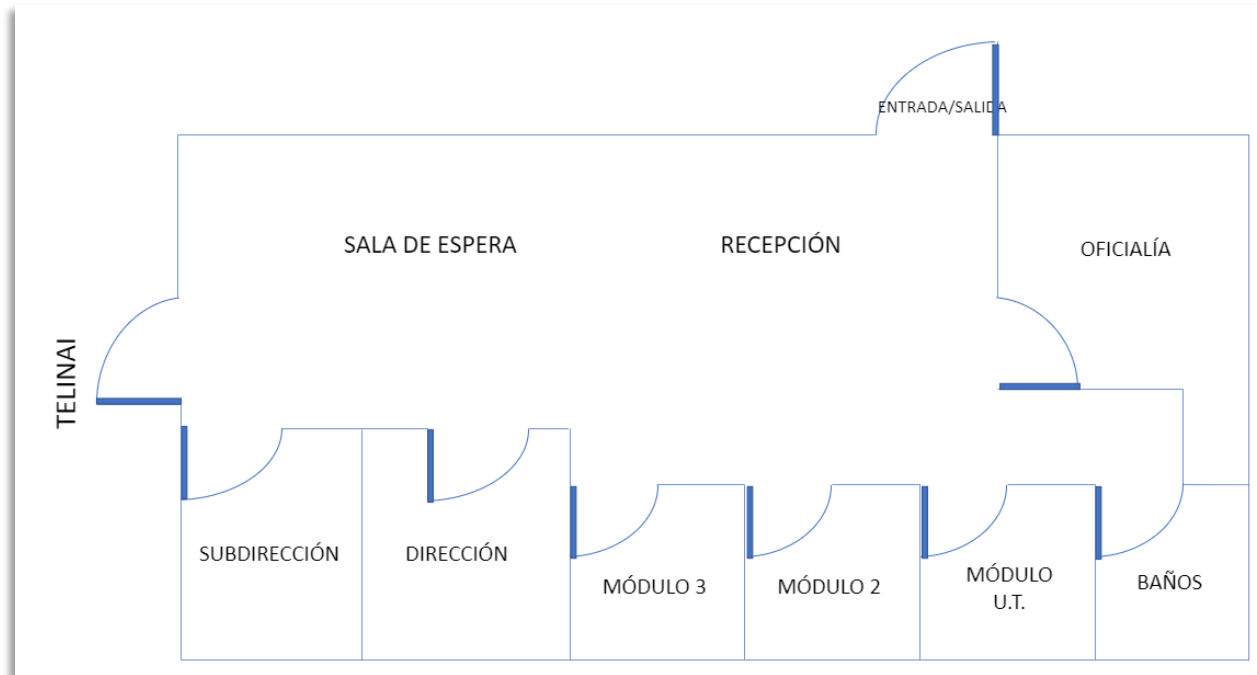 ENTRADA/SALIDA
SALA DE ESPERA
RECEPCIÓN
OFICIALÍA
TELINAI
SUBDIRECCIÓN
DIRECCIÓN
MÓDULO 3
MÓDULO 2
MÓDULO
U.T.
BAÑOS